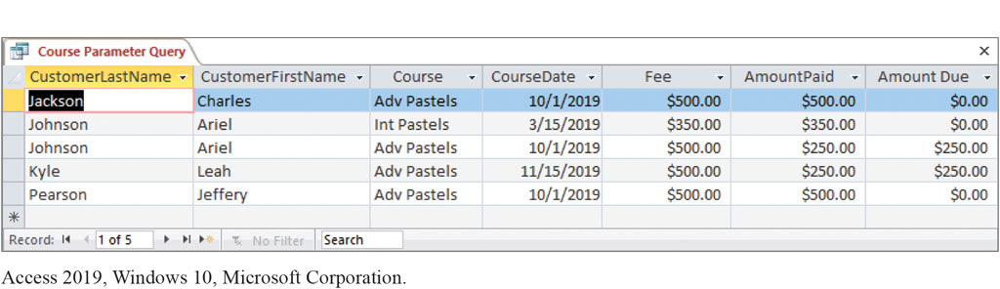 Course Parameter Query
CustomerLastName CustomerFirstName Course CourseDate Fee AmountPaid Amount Due
Jackson Charles Adv Pastels 10/1/2019 $500.00 $500.00 $0.00
Johnson Ariel Int Pastels 3/15/2019 $350.00 $350.00 $0.00
Johnson Ariel Adv Pastels 10/1/2019 $500.00 $250.00 $250.00
Kyle Leah Adv Pastels 11/15/2019 $500.00 $250.00 $250.00
Pearson Jeffery Adv Pastels 10/1/2019 $500.00 $500.00 $0.00
Record: 1 of 5 No Filter Search
Access 2019, Windows 10, Microsoft Corporation.